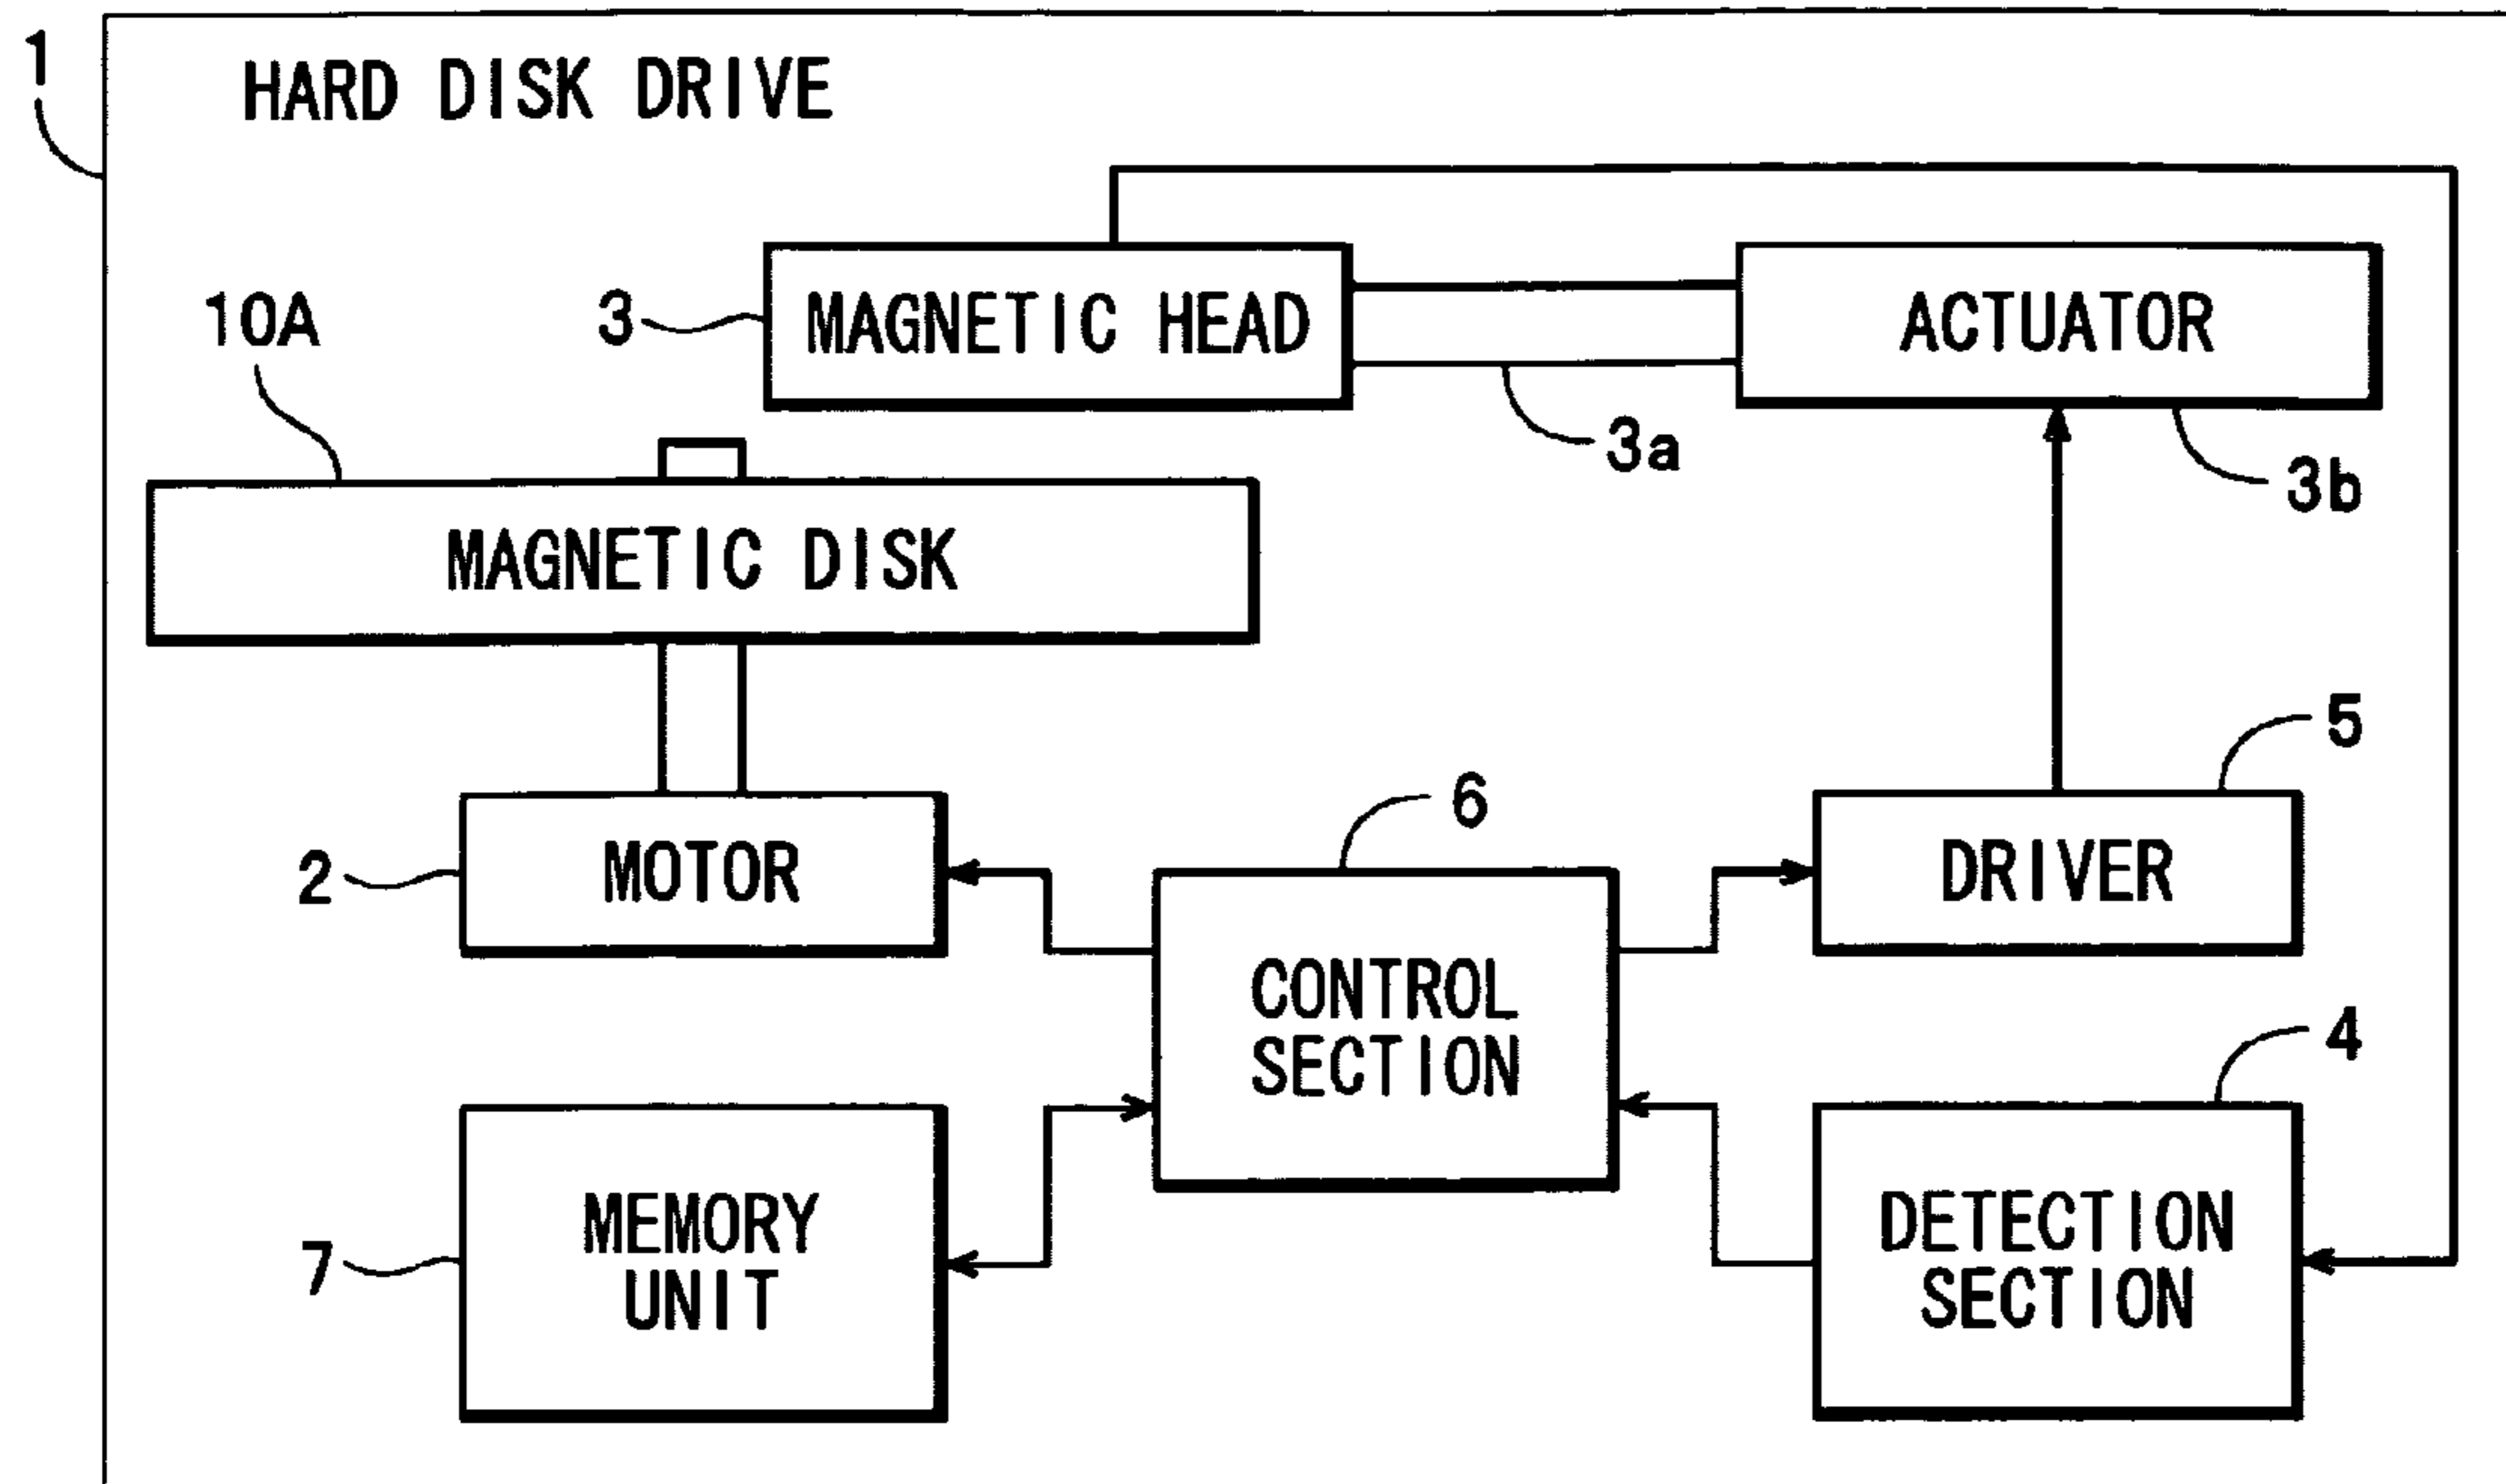 1
HARD DISK DRIVE
10A
3
MAGNETIC HEAD
ACTUATOR
3a
3b
MAGNETIC DISK
5
6
2
MOTOR
DRIVER
CONTROL
SECTION
4
7
MEMORY
UNIT
DETECTION
SECTION